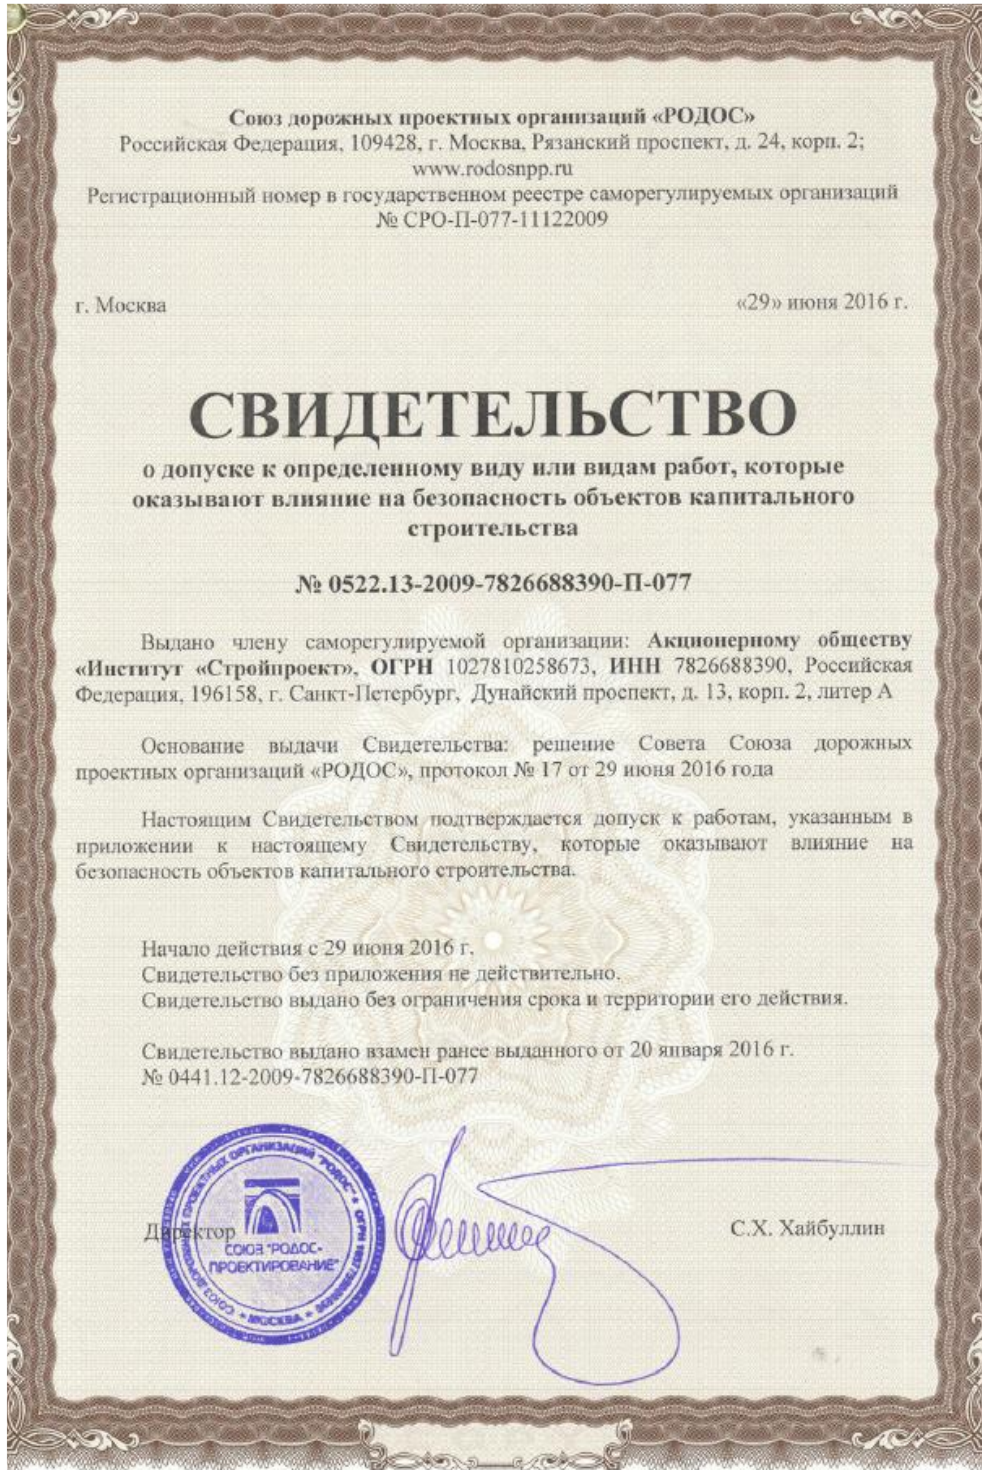 Союз дорожных проектных организаций «РОДОС»
Российская Федерация, 109428, г. Москва, Рязанский проспект, д. 24, корп. 2;
www.rodosnpp.ru
Регистрационный номер в государственном реестре саморегулируемых организаций
№ СРО-П-077-11122009
г. Москва
«29» июня 2016 г.
СВИДЕТЕЛЬСТВО
о допуске к определенному виду или видам работ, которые
оказывают влияние на безопасность объектов капитального
строительства
№ 0522.13-2009-7826688390-П-077
Выдано члену саморегулируемой организации: Акционерному обществу
«Институт «Стройпроект», ОГРН 1027810258673, ИНН 7826688390, Российская
Федерация, 196158, г. Санкт-Петербург, Дунайский проспект, д. 13, корп. 2, литер А
Основание выдачи Свидетельства: решение Совета Союза дорожных
проектных организаций «РОДОС», протокол № 17 от 29 июня 2016 года
Настоящим Свидетельством подтверждается допуск к работам, указанным в
приложении к настоящему Свидетельству, которые оказывают влияние на
безопасность объектов капитального строительства.
Начало действия с 29 июня 2016 г.
Свидетельство без приложения не действительно.
Свидетельство выдано без ограничения срока и территории его действия.
Свидетельство выдано взамен ранее выданного от 20 января 2016 г.
№ 0441.12-2009-7826688390-П-077
Директор
С.Х. Хайбуллин
СОЮЗ ДОРОЖНЫХ ПРОЕКТНЫХ ОРГАНИЗАЦИЙ "РОДОС" * ОГРН
СОЮЗ "РОДОС-
ПРОЕКТИРОВАНИЕ"
* МОСКВА *